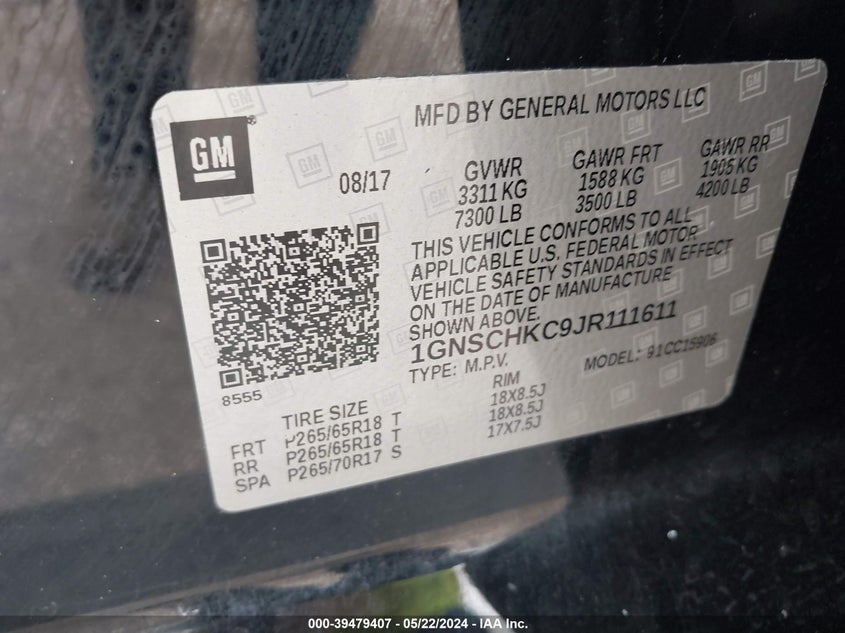 MFD BY GENERAL MOTORS LLC
GM
08/17
GVWR GAWR FRT GAWR RR
3311 KG 1588 KG 1905 KG
7300 LB 3500 LB 4200 LB
THIS VEHICLE CONFORMS TO ALL
APPLICABLE U.S. FEDERAL MOTOR
VEHICLE SAFETY STANDARDS IN EFFECT
ON THE DATE OF MANUFACTURE
SHOWN ABOVE.
1GNSCHKC9JR111611
TYPE: M.P.V. MODEL: 91CC15906
8555
TIRE SIZE RIM
FRT P265/65R18 T 18X8.5J
RR P265/65R18 T 18X8.5J
SPA P265/70R17 S 17X7.5J
000-39479407 - 05/22/2024 - IAA Inc.